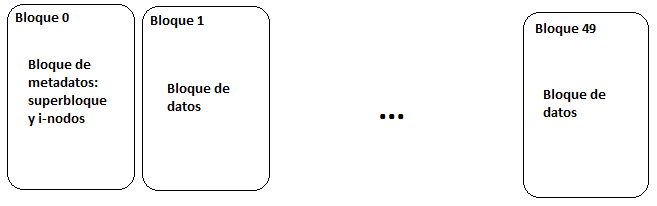 Bloque 0
Bloque de
metadatos:
superbloque
y i-nodos
Bloque 1
Bloque de
datos
...
Bloque 49
Bloque de
datos